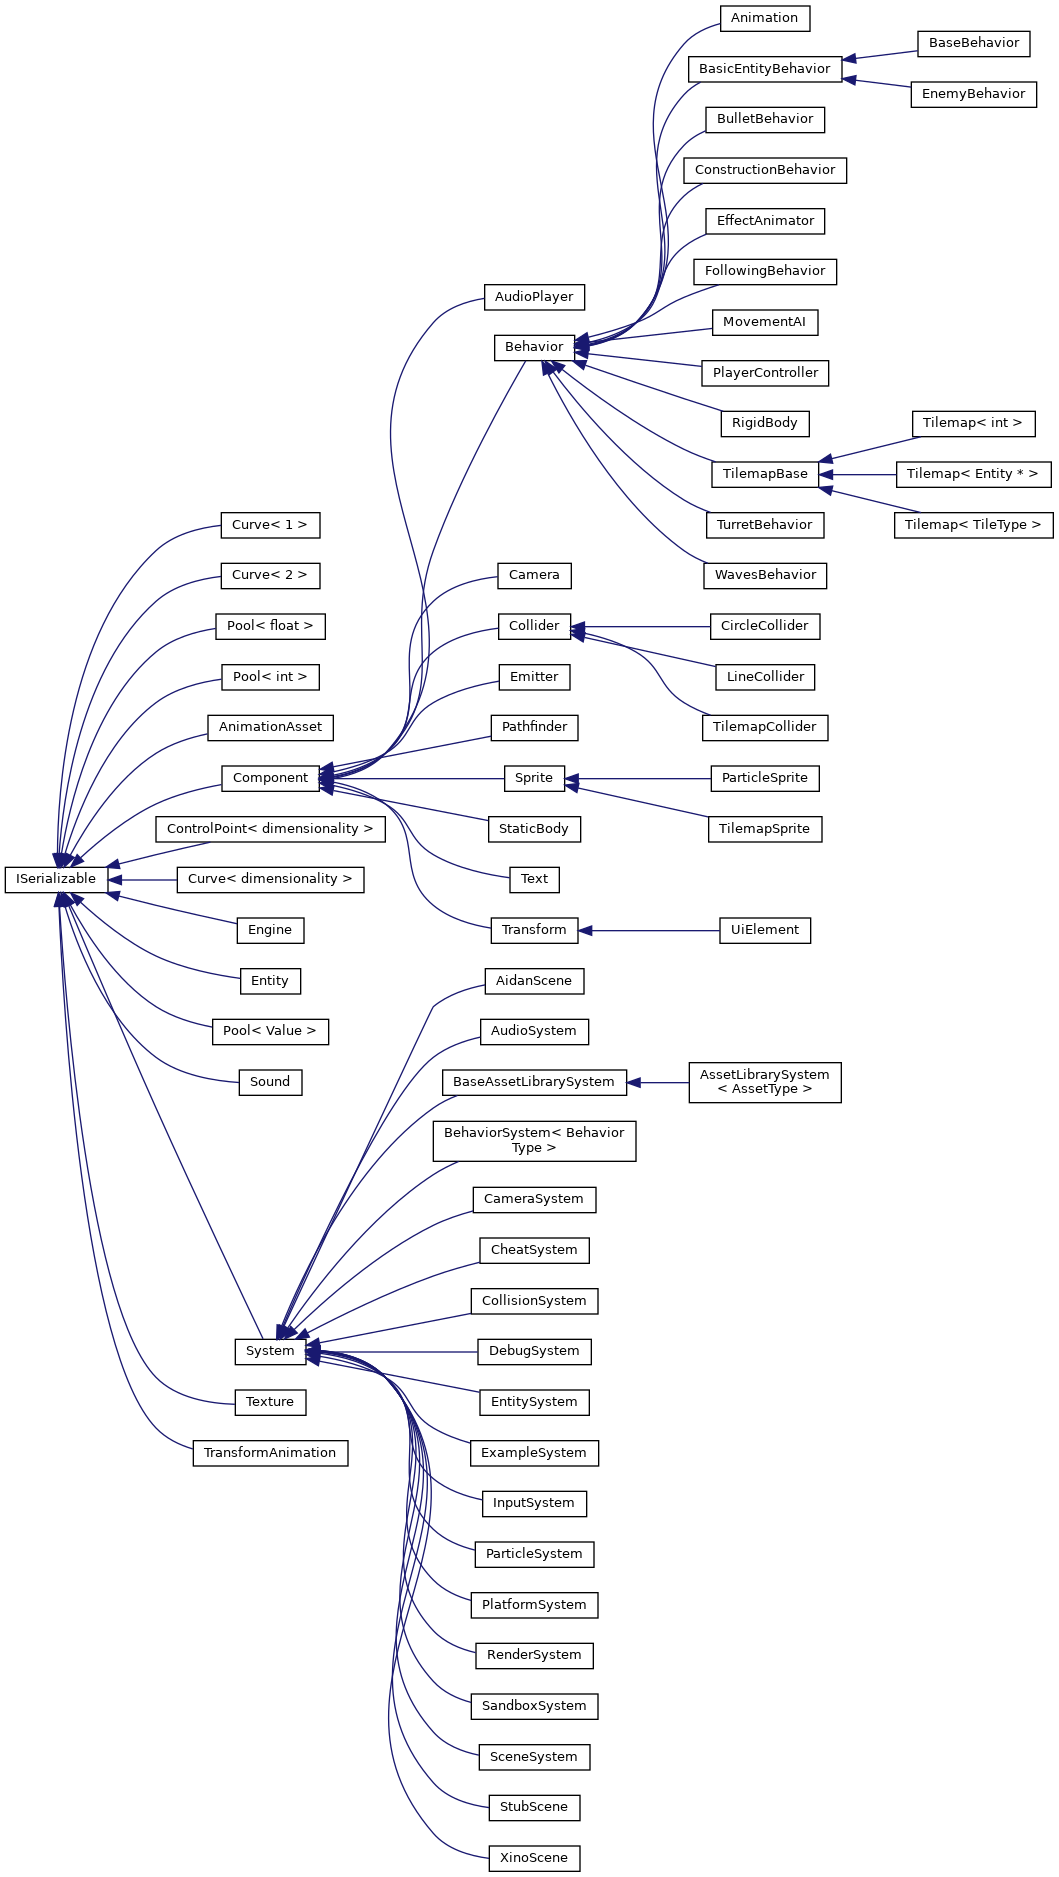 Animation
BaseBehavior
BasicEntityBehavior
EnemyBehavior
BulletBehavior
ConstructionBehavior
EffectAnimator
FollowingBehavior
AudioPlayer
MovementAI
Behavior
PlayerController
RigidBody
Tilemap< int >
TilemapBase
Tilemap< Entity * >
Curve< 1 >
TurretBehavior
Tilemap< TileType >
Curve< 2 >
Camera
WavesBehavior
Pool< float >
Collider
CircleCollider
Pool< int >
Emitter
LineCollider
AnimationAsset
Pathfinder
TilemapCollider
Component
Sprite
ParticleSprite
ControlPoint< dimensionality >
StaticBody
TilemapSprite
ISerializable
Curve< dimensionality >
Text
Engine
Transform
UiElement
Entity
AidanScene
Pool< Value >
AudioSystem
Sound
BaseAssetLibrarySystem
AssetLibrarySystem
< AssetType >
BehaviorSystem< Behavior
Type >
CameraSystem
CheatSystem
CollisionSystem
System
DebugSystem
Texture
EntitySystem
TransformAnimation
ExampleSystem
InputSystem
ParticleSystem
PlatformSystem
RenderSystem
SandboxSystem
SceneSystem
StubScene
XinoScene